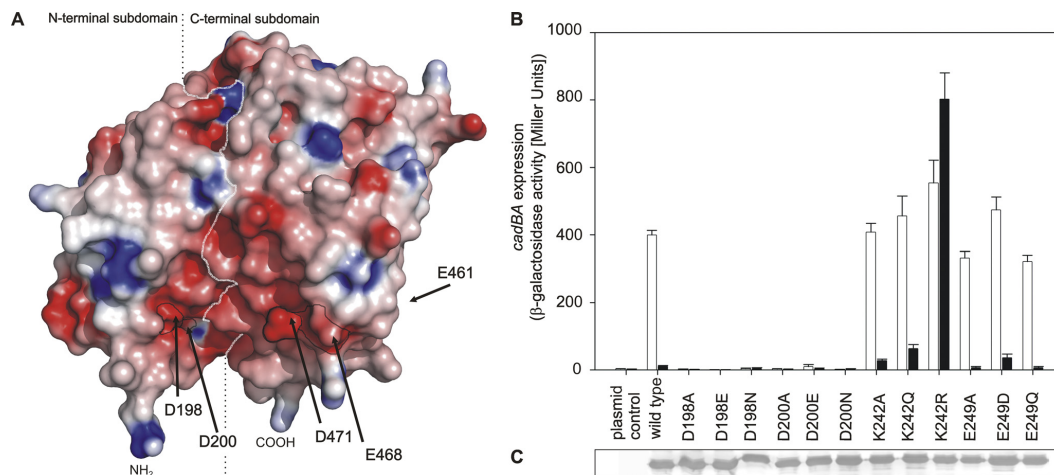 A
N-terminal subdomain
C-terminal subdomain
E461
D198
D200
NH2
COOH
D471
E468
B
cadBA expression
(β-galactosidase activity [Miller Units])
1000
800
600
400
200
0
plasmid
control
wild type
D198A
D198E
D198N
D200A
D200E
D200N
K242A
K242Q
K242R
E249A
E249D
E249Q
C